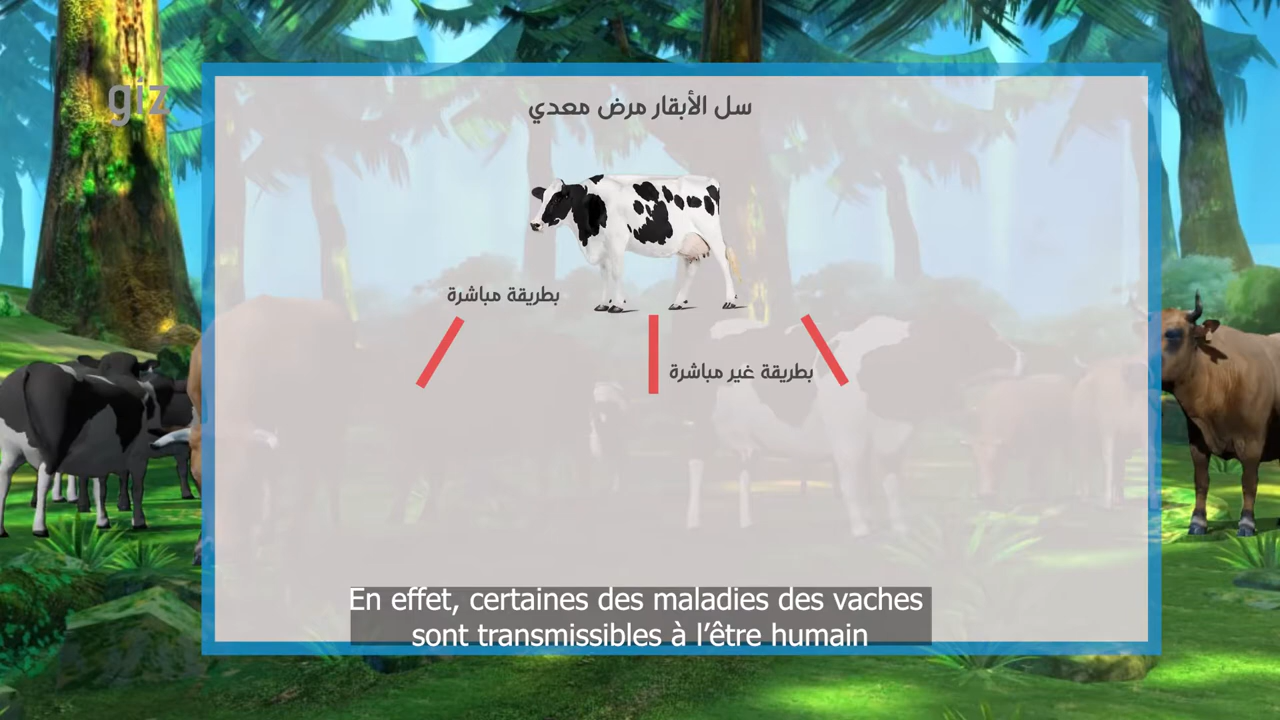 giz
سل الأبقار مرض معدي
بطريقة مباشرة
بطريقة غير مباشرة
En effet, certaines des maladies des vaches
sont transmissibles à l’être humain